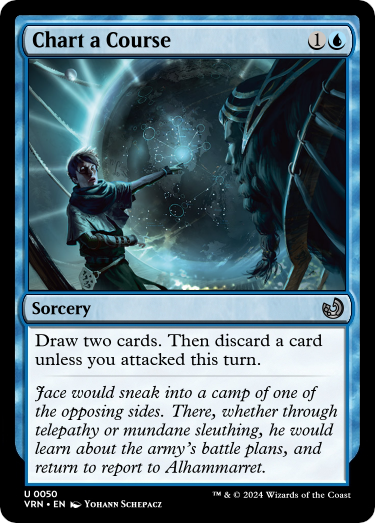 Chart a Course 1
Sorcery
Draw two cards. Then discard a card
unless you attacked this turn.
Jace would sneak into a camp of one of
the opposing sides. There, whether through
telepathy or mundane sleuthing, he would
learn about the army's battle plans, and
return to report to Alhammarret.
U 0050
VRN • EN Yohann Schepacz
™ & © 2024 Wizards of the Coast